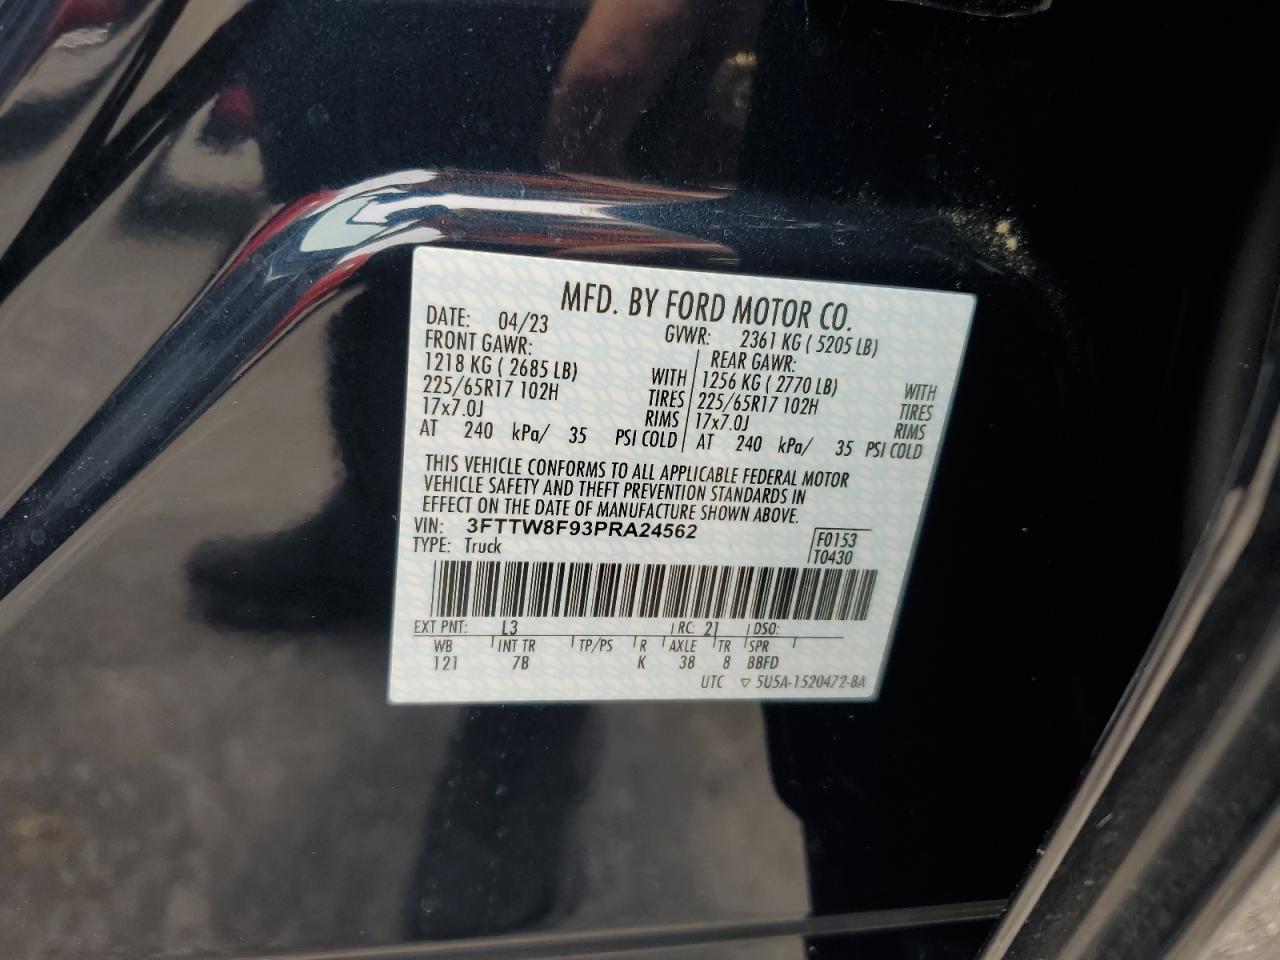 MFD. BY FORD MOTOR CO.
DATE: 04/23 GVWR: 2361 KG ( 5205 LB)
FRONT GAWR: REAR GAWR:
1218 KG ( 2685 LB) WITH 1256 KG ( 2770 LB) WITH
225/65R17 102H TIRES 225/65R17 102H TIRES
17x7.0J RIMS 17x7.0J RIMS
AT 240 kPa/ 35 PSI COLD AT 240 kPa/ 35 PSI COLD
THIS VEHICLE CONFORMS TO ALL APPLICABLE FEDERAL MOTOR
VEHICLE SAFETY AND THEFT PREVENTION STANDARDS IN
EFFECT ON THE DATE OF MANUFACTURE SHOWN ABOVE.
VIN: 3FTTW8F93PRA24562 F0153
TYPE: Truck T0430
EXT PNT: L3 RC: 21 DSO:
WB INT TR TP/PS R AXLE TR SPR
121 7B K 38 8 BBFD
UTC ▽ 5U5A-1520472-BA